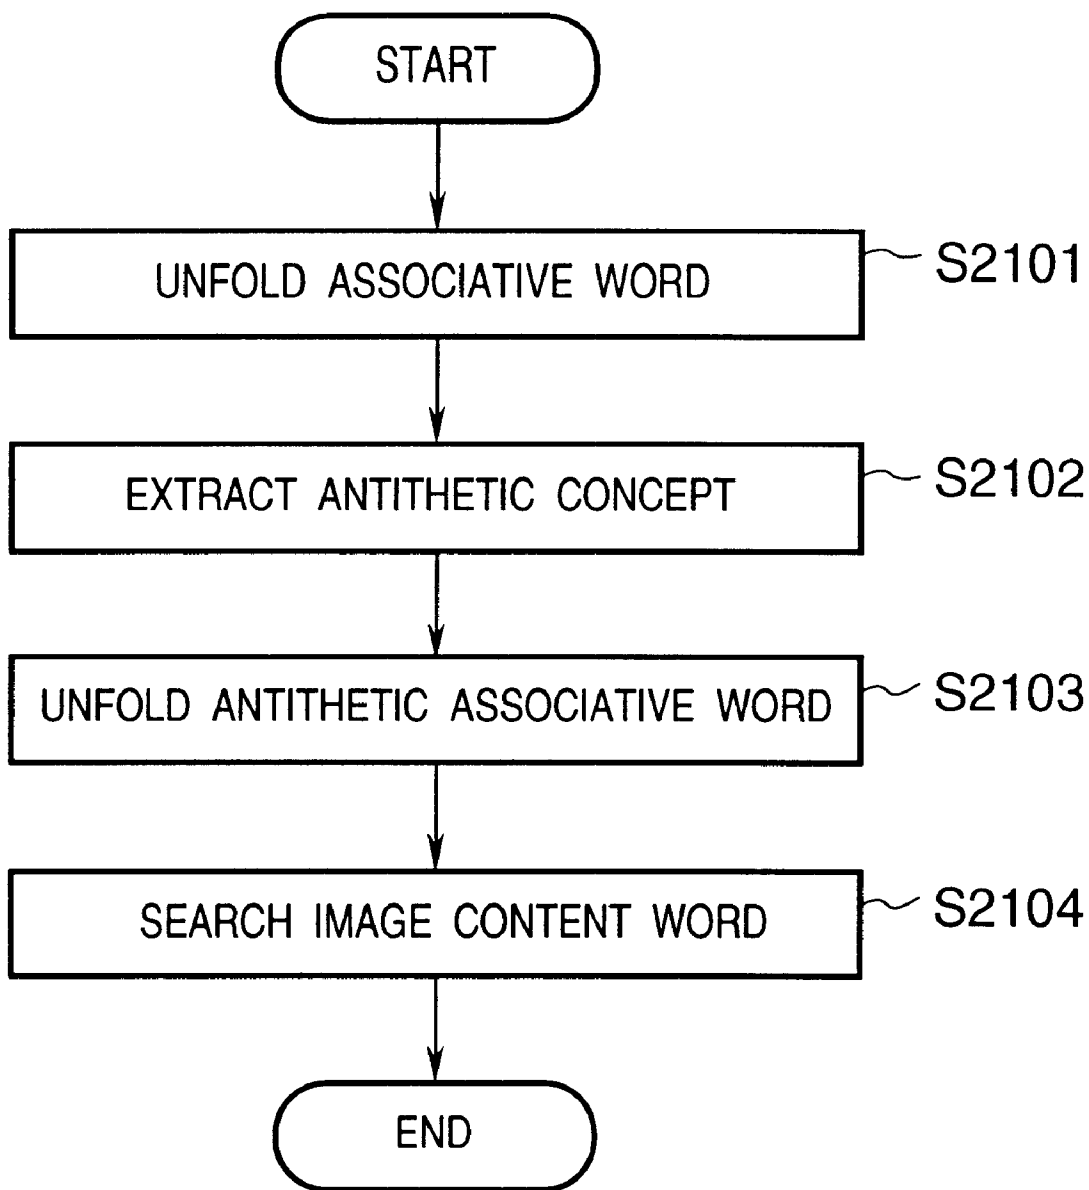 START
UNFOLD ASSOCIATIVE WORD
S2101
EXTRACT ANTITHETIC CONCEPT
S2102
UNFOLD ANTITHETIC ASSOCIATIVE WORD
S2103
SEARCH IMAGE CONTENT WORD
S2104
END